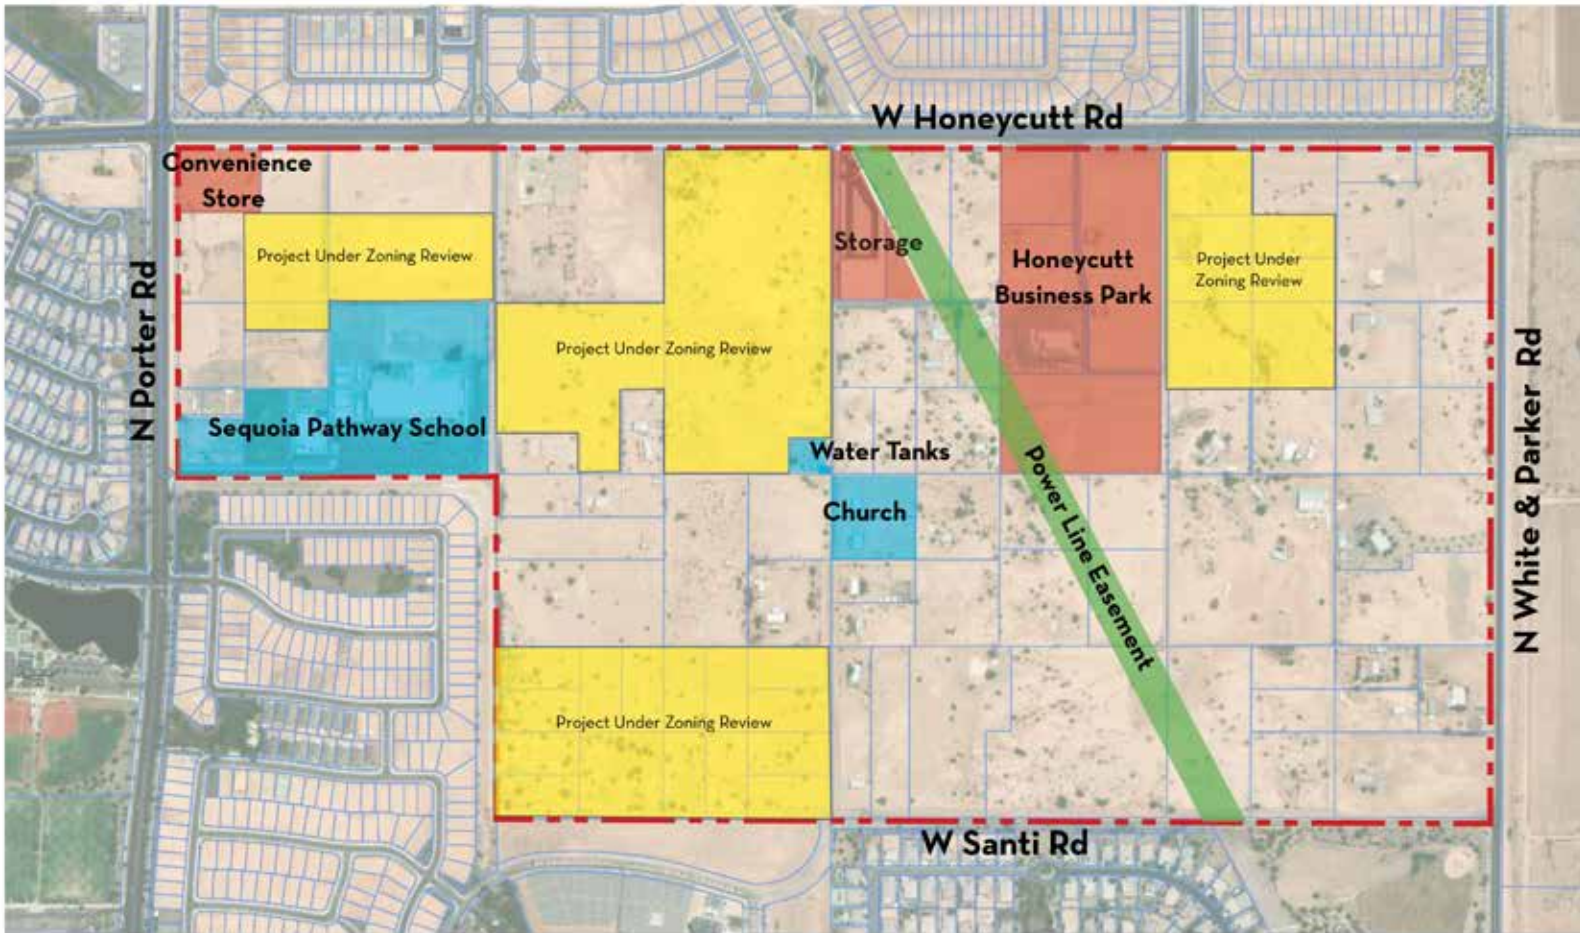 W Honeycutt Rd
Convenience
Store
Project Under Zoning Review
Storage
Honeycutt
Business Park
Project Under
Zoning Review
N Porter Rd
Project Under Zoning Review
Sequoia Pathway School
Water Tanks
Church
Power Line Easement
N White & Parker Rd
Project Under Zoning Review
W Santi Rd